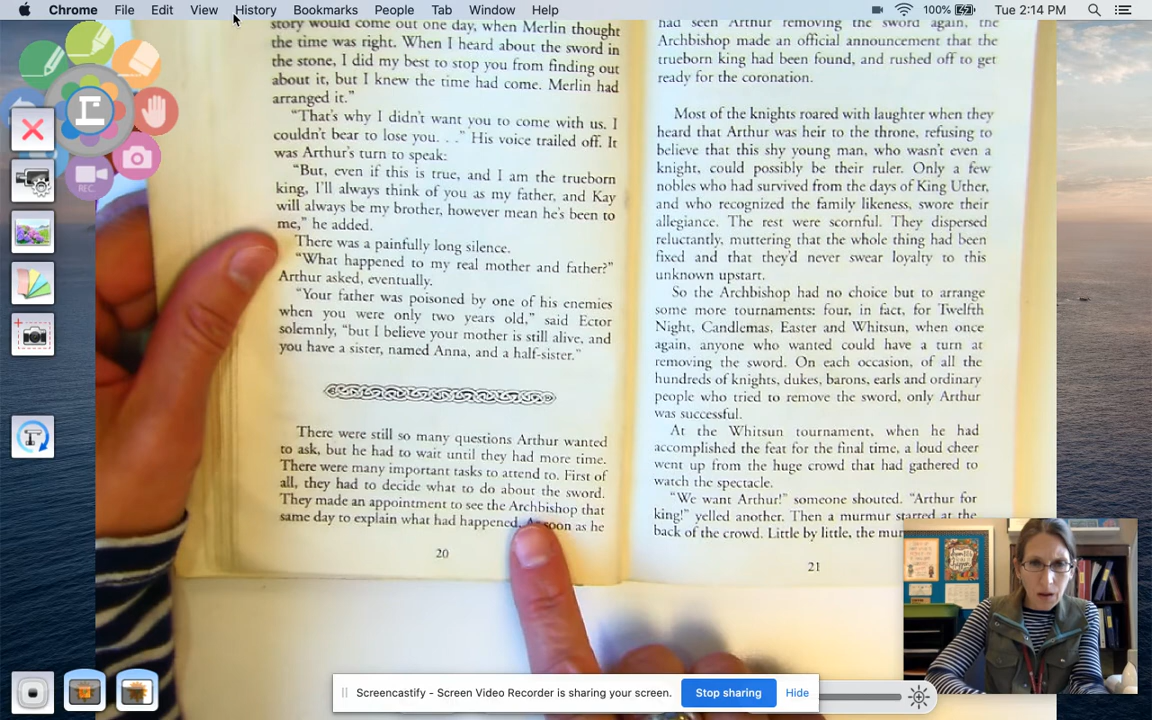 Chrome File Edit View History Bookmarks People Tab Window Help 100% Tue 2:14 PM
REC
story would come out one day, when Merlin thought
the time was right. When I heard about the sword in
the stone, I did my best to stop you from finding out
about it, but I knew the time had come. Merlin had
arranged it."
"That's why I didn't want you to come with us. I
couldn't bear to lose you. . ." His voice trailed off. It
was Arthur's turn to speak:
"But, even if this is true, and I am the trueborn
king, I'll always think of you as my father, and Kay
will always be my brother, however mean he's been to
me," he added.
There was a painfully long silence.
"What happened to my real mother and father?"
Arthur asked, eventually.
"Your father was poisoned by one of his enemies
when you were only two years old," said Ector
solemnly, "but I believe your mother is still alive, and
you have a sister, named Anna, and a half-sister."
There were still so many questions Arthur wanted
to ask, but he had to wait until they had more time.
There were many important tasks to attend to. First of
all, they had to decide what to do about the sword.
They made an appointment to see the Archbishop that
same day to explain what had happened. As soon as he
20
had seen Arthur removing the sword again, the
Archbishop made an official announcement that the
trueborn king had been found, and rushed off to get
ready for the coronation.
Most of the knights roared with laughter when they
heard that Arthur was heir to the throne, refusing to
believe that this shy young man, who wasn't even a
knight, could possibly be their ruler. Only a few
nobles who had survived from the days of King Uther,
and who recognized the family likeness, swore their
allegiance. The rest were scornful. They dispersed
reluctantly, muttering that the whole thing had been
fixed and that they'd never swear loyalty to this
unknown upstart.
So the Archbishop had no choice but to arrange
some more tournaments: four, in fact, for Twelfth
Night, Candlemas, Easter and Whitsun, when once
again, anyone who wanted could have a turn at
removing the sword. On each occasion, of all the
hundreds of knights, dukes, barons, earls and ordinary
people who tried to remove the sword, only Arthur
was successful.
At the Whitsun tournament, when he had
accomplished the feat for the final time, a loud cheer
went up from the huge crowd that had gathered to
watch the spectacle.
"We want Arthur!" someone shouted. "Arthur for
king!" yelled another. Then a murmur started at the
back of the crowd. Little by little, the mur
21
Screencastify - Screen Video Recorder is sharing your screen. Stop sharing Hide